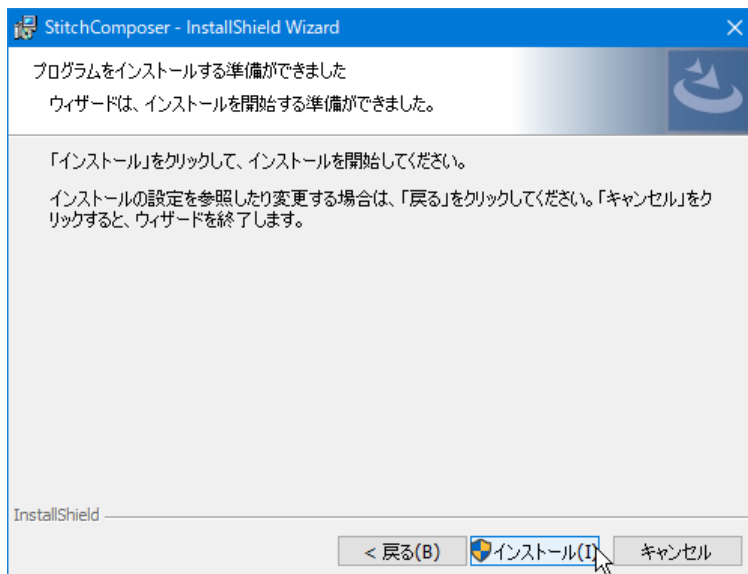 StitchComposer - InstallShield Wizard
プログラムをインストールする準備ができました
ウィザードは、インストールを開始する準備ができました。
「インストール」をクリックして、インストールを開始してください。
インストールの設定を参照したり変更する場合は、「戻る」をクリックしてください。「キャンセル」をク
リックすると、ウィザードを終了します。
InstallShield
< 戻る(B)
インストール(I)
キャンセル